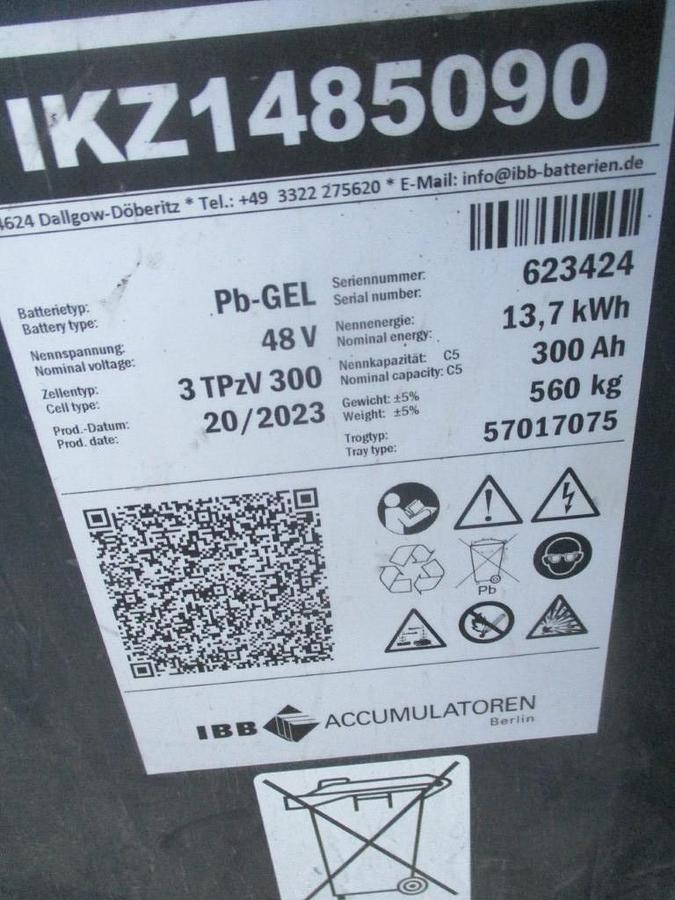 IKZ1485090
4624 Dallgow-Döberitz * Tel.: +49 3322 275620 * E-Mail: info@ibb-batterien.de
Batterietyp:
Battery type:
Pb-GEL
Nennspannung:
Nominal voltage:
48 V
Zellentyp:
Cell type:
3 TPzV 300
Prod.-Datum:
Prod. date:
20/2023
Seriennummer:
Serial number:
623424
Nennenergie:
Nominal energy:
13,7 kWh
Nennkapazität: C5
Nominal capacity: C5
300 Ah
Gewicht: ±5%
Weight: ±5%
560 kg
Trogtyp:
Tray type:
57017075
Pb
IBB ACCUMULATOREN
Berlin